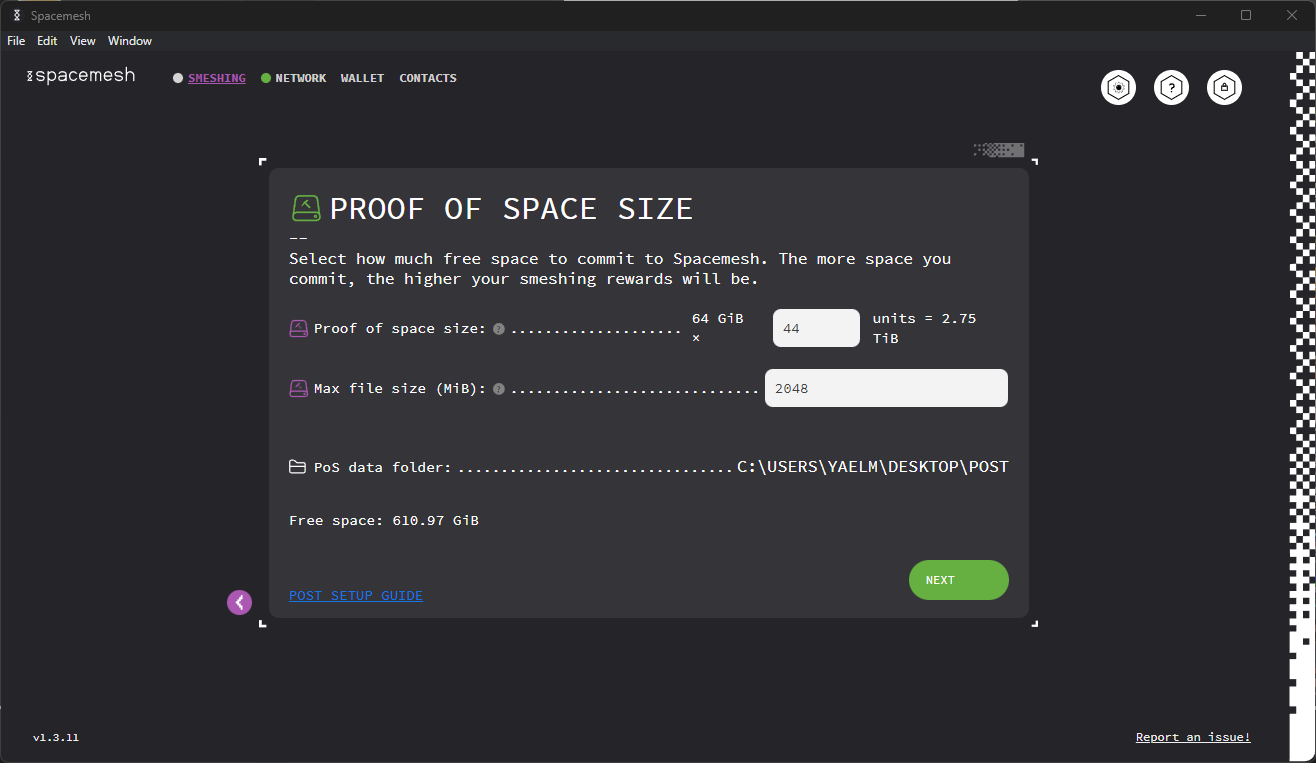 Spacemesh
File Edit View Window
spacemesh
SMESHING NETWORK WALLET CONTACTS
?
PROOF OF SPACE SIZE
--
Select how much free space to commit to Spacemesh. The more space you
commit, the higher your smeshing rewards will be.
Proof of space size: ? .................... 64 GiB × 44 units = 2.75 TiB
Max file size (MiB): ? ............................. 2048
PoS data folder: ................................ C:\USERS\YAELM\DESKTOP\POST
Free space: 610.97 GiB
NEXT
POST SETUP GUIDE
v1.3.11
Report an issue!